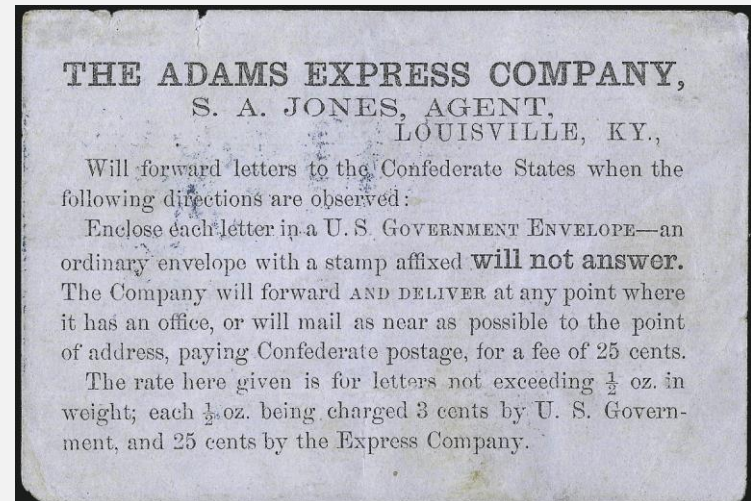 THE ADAMS EXPRESS COMPANY,
S. A. JONES, AGENT,
LOUISVILLE, KY.,
Will forward letters to the Confederate States when the
following directions are observed:
Enclose each letter in a U. S. GOVERNMENT ENVELOPE—an
ordinary envelope with a stamp affixed will not answer.
The Company will forward AND DELIVER at any point where
it has an office, or will mail as near as possible to the point
of address, paying Confederate postage, for a fee of 25 cents.
The rate here given is for letters not exceeding ½ oz. in
weight; each ½ oz. being charged 3 cents by U. S. Govern-
ment, and 25 cents by the Express Company.